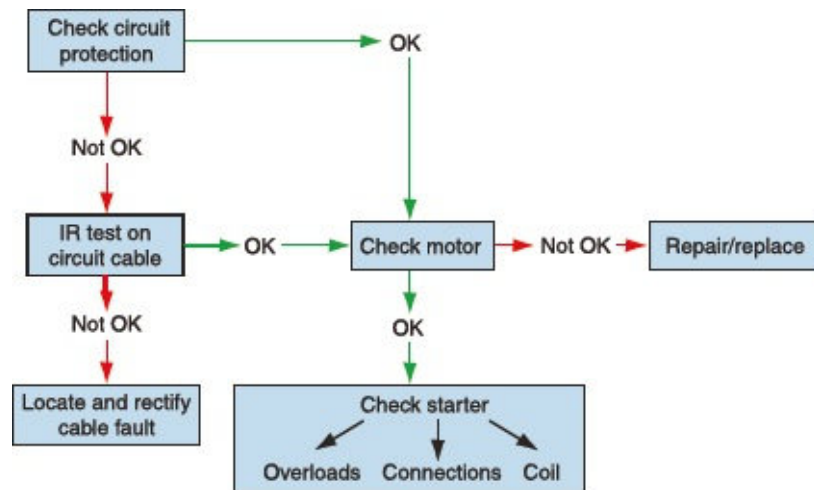 Check circuit
protection
OK
Not OK
IR test on
circuit cable
OK
Check motor
Not OK
Repair/replace
Not OK
OK
Locate and rectify
cable fault
Check starter
Overloads
Connections
Coil